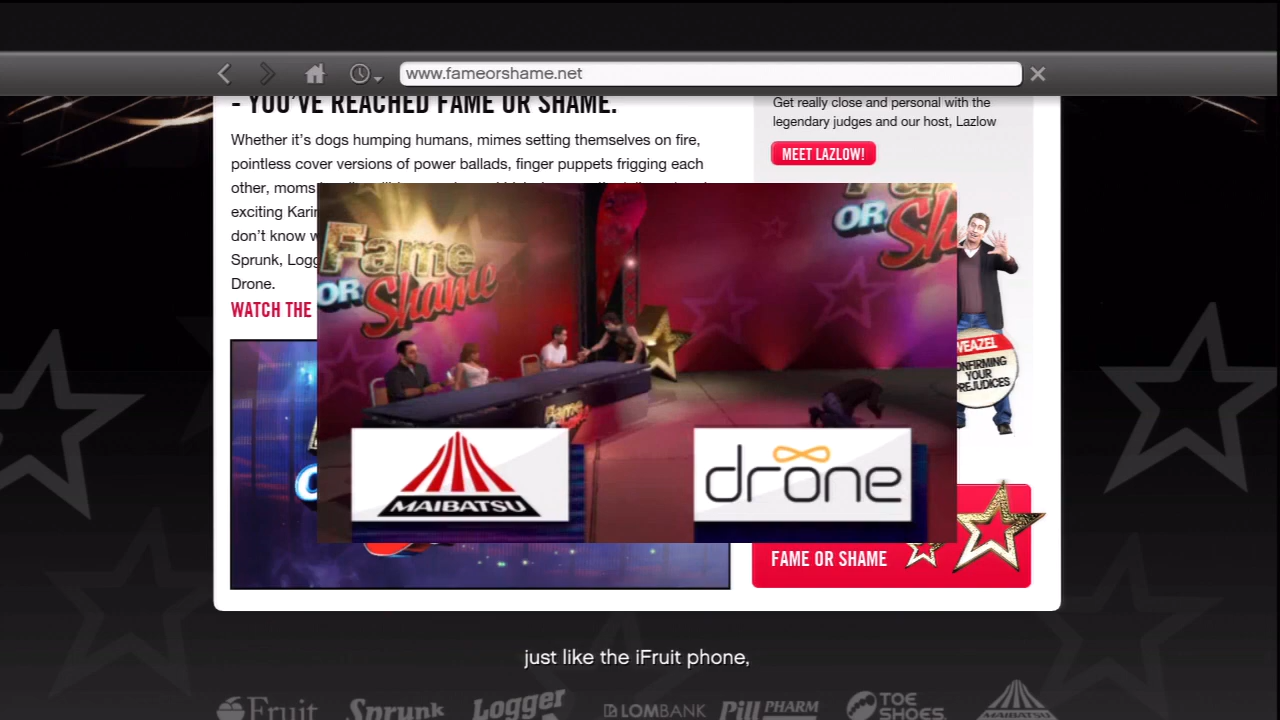 www.fameorshame.net
- YOU'VE REACHED FAME OR SHAME.
Whether it's dogs humping humans, mimes setting themselves on fire,
pointless cover versions of power ballads, finger puppets frigging each
other, moms
exciting Karin
don't know w
Sprunk, Logg
Drone.
WATCH THE
Get really close and personal with the
legendary judges and our host, Lazlow
MEET LAZLOW!
Fame
OR
Shame
Fame
OR
Sh
Fame
WEAZEL
CONFIRMING
YOUR
PREJUDICES
MAIBATSU
drone
FAME OR SHAME
just like the iFruit phone,
Fruit
Sprunk
Logger
LOMBANK
Pill PHARM
TOE
SHOES
MAIBATSU